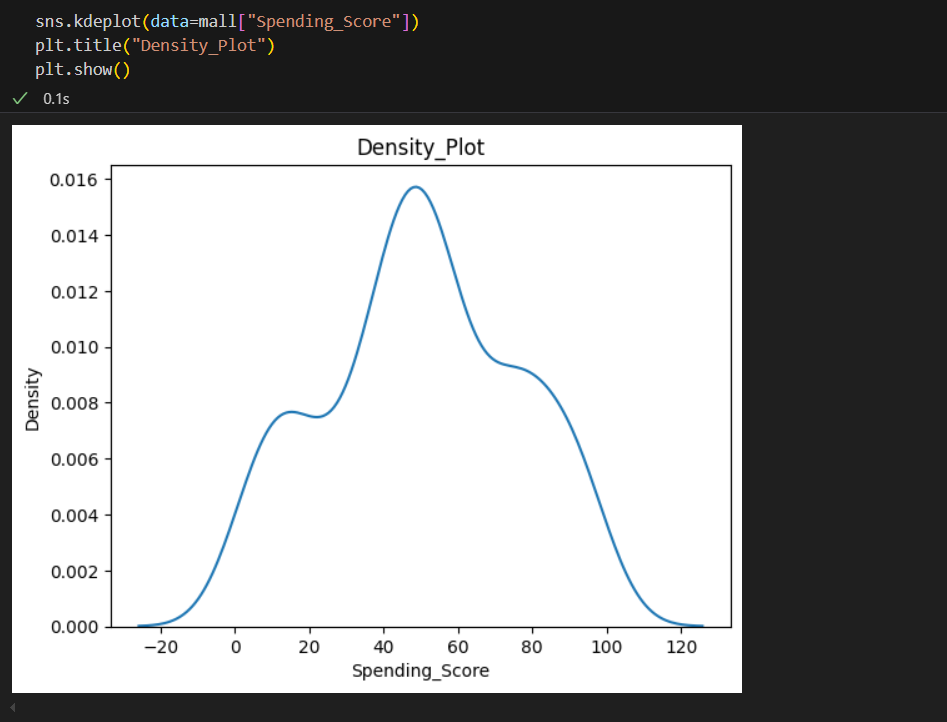 sns.kdeplot(data=mall["Spending_Score"])
plt.title("Density_Plot")
plt.show()
0.1s
Density_Plot
0.016
0.014
0.012
0.010
0.008
0.006
0.004
0.002
0.000
Density
−20 0 20 40 60 80 100 120
Spending_Score